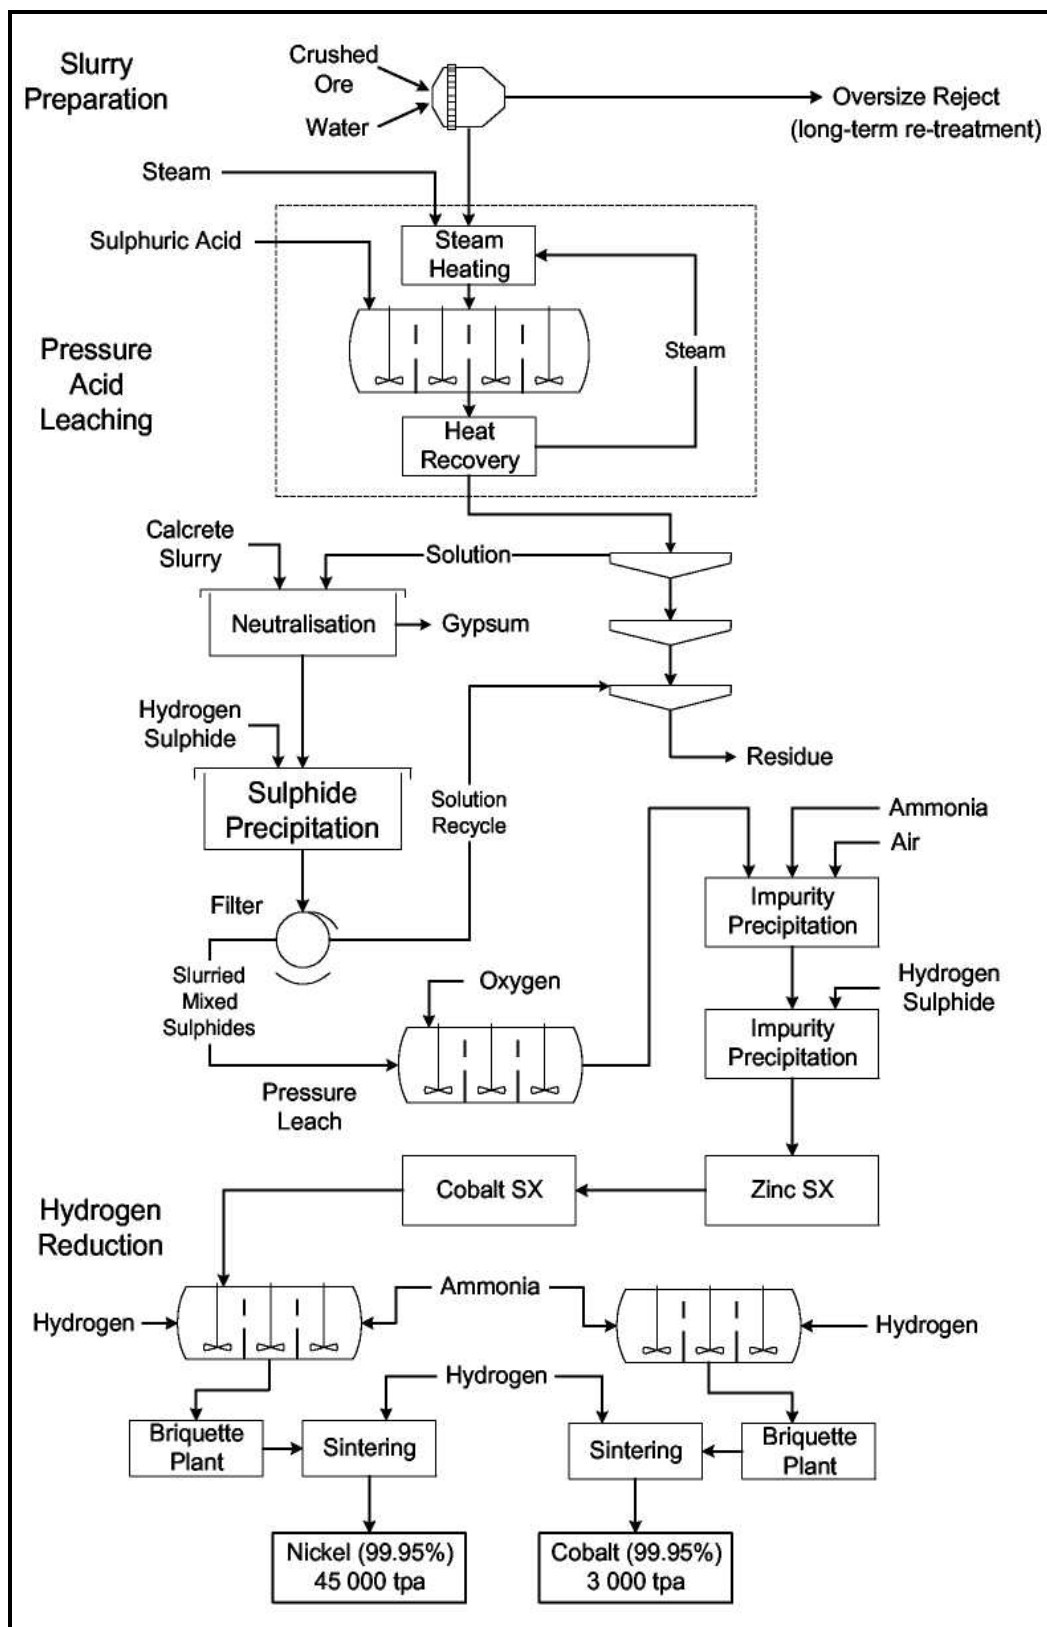 Slurry
Preparation
Crushed
Ore
Water
Oversize Reject
(long-term re-treatment)
Steam
Sulphuric Acid
Steam
Heating
Pressure
Acid
Leaching
Steam
Heat
Recovery
Calcrete
Slurry
Solution
Neutralisation
Gypsum
Hydrogen
Sulphide
Residue
Sulphide
Precipitation
Solution
Recycle
Ammonia
Air
Impurity
Precipitation
Filter
Slurried
Mixed
Sulphides
Oxygen
Hydrogen
Sulphide
Impurity
Precipitation
Pressure
Leach
Cobalt SX
Zinc SX
Hydrogen
Reduction
Ammonia
Hydrogen
Hydrogen
Hydrogen
Briquette
Plant
Sintering
Sintering
Briquette
Plant
Nickel (99.95%)
45 000 tpa
Cobalt (99.95%)
3 000 tpa